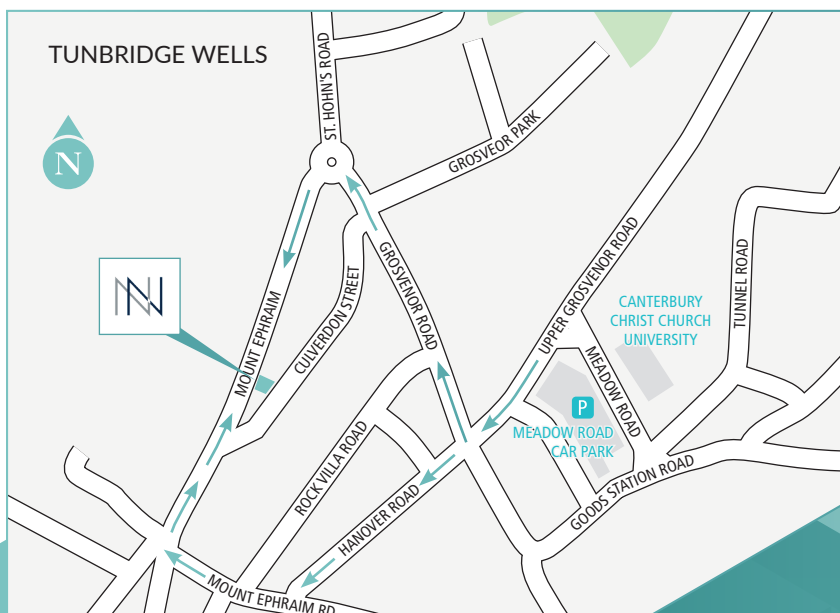 TUNBRIDGE WELLS
ST. HOHN'S ROAD
N
GROSVEOR PARK
GROSVENOR ROAD
UPPER GROSVENOR ROAD
TUNNEL ROAD
NN
MOUNT EPHRAIM
CULVERDON STREET
CANTERBURY
CHRIST CHURCH
UNIVERSITY
MEADOW ROAD
P
MEADOW ROAD
CAR PARK
ROCK VILLA ROAD
HANOVER ROAD
GOODS STATION ROAD
MOUNT EPHRAIM RD